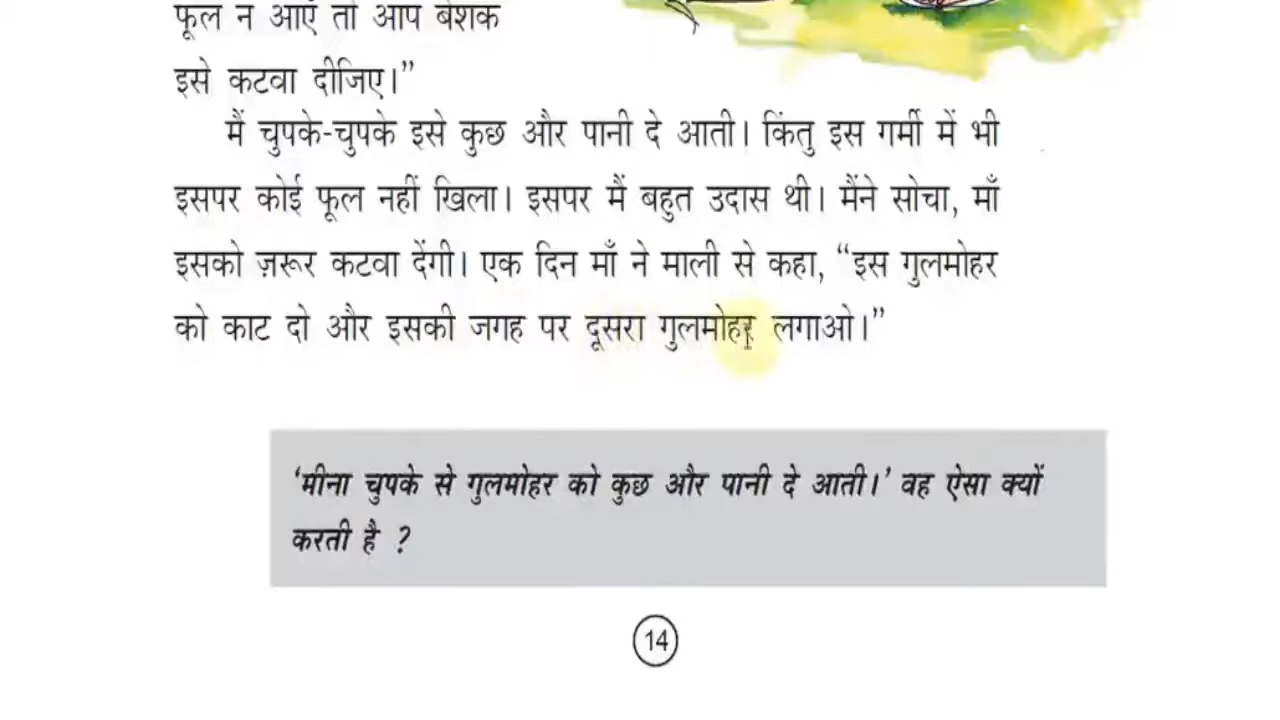 फूल न आएँ तो आप बेशक
इसे कटवा दीजिए।”
मैं चुपके-चुपके इसे कुछ और पानी दे आती। किंतु इस गर्मी में भी
इसपर कोई फूल नहीं खिला। इसपर मैं बहुत उदास थी। मैंने सोचा, माँ
इसको ज़रूर कटवा देंगी। एक दिन माँ ने माली से कहा, “इस गुलमोहर
को काट दो और इसकी जगह पर दूसरा गुलमोहर लगाओ।”
‘मीना चुपके से गुलमोहर को कुछ और पानी दे आती।’ वह ऐसा क्यों
करती है ?
14